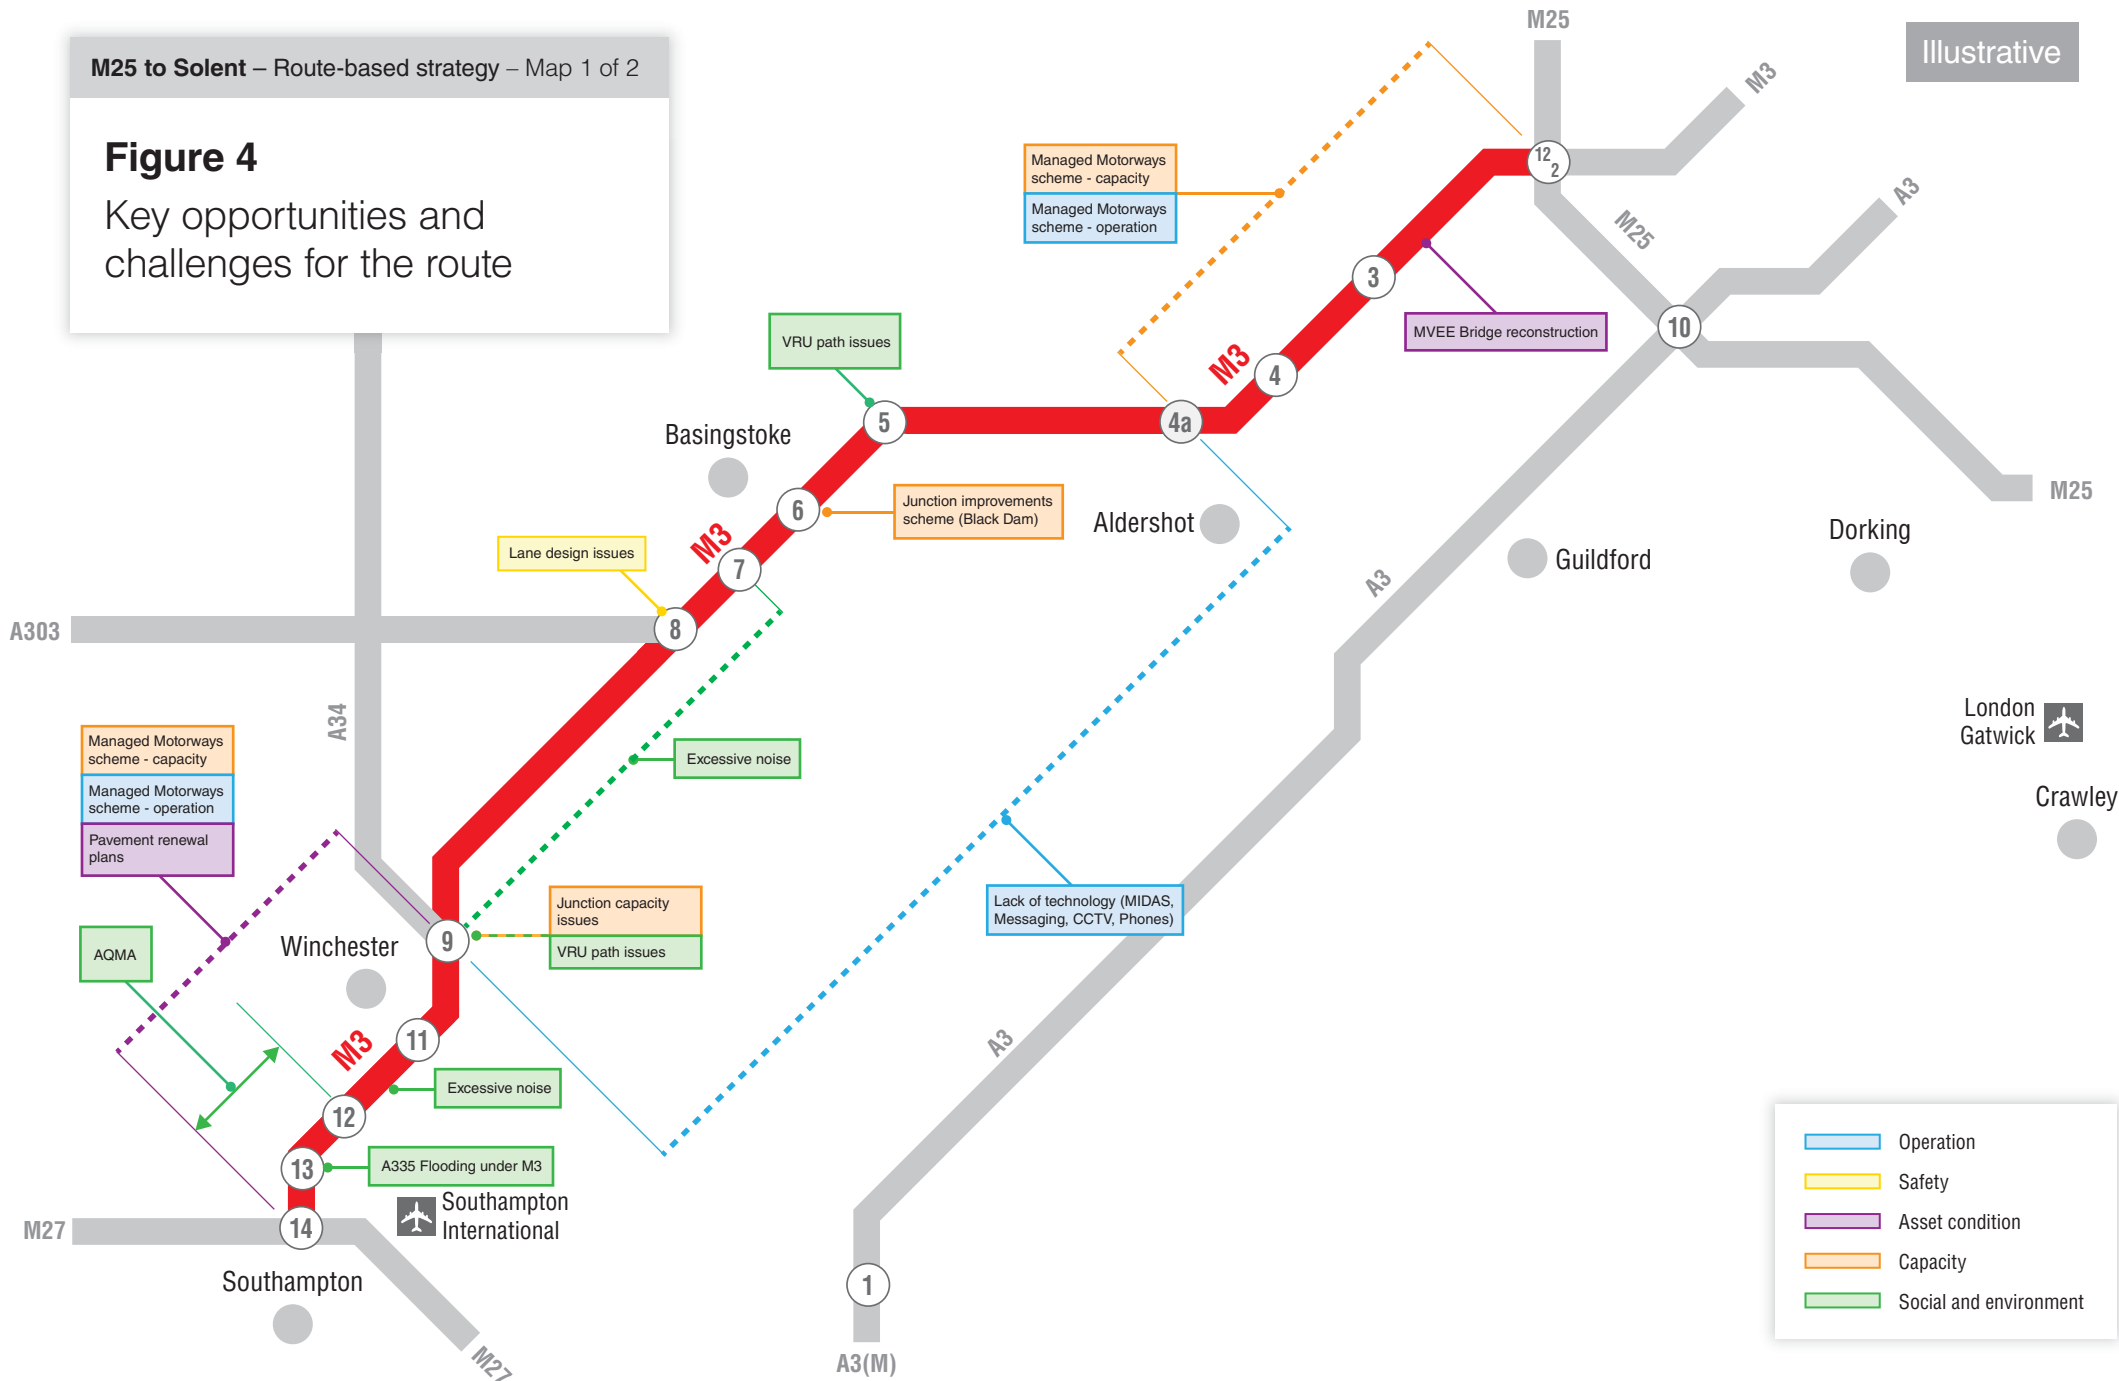 M25 to Solent – Route-based strategy – Map 1 of 2
Figure 4
Key opportunities and
challenges for the route
Illustrative
M25
M3
A3
M25
12
2
Managed Motorways
scheme - capacity
Managed Motorways
scheme - operation
3
MVEE Bridge reconstruction
10
VRU path issues
M3
4
5
4a
Basingstoke
M25
6
Junction improvements
scheme (Black Dam)
Aldershot
Dorking
Lane design issues
M3
7
Guildford
A3
A303
8
A34
London
Gatwick
Managed Motorways
scheme - capacity
Managed Motorways
scheme - operation
Pavement renewal
plans
Excessive noise
Crawley
Junction capacity
issues
VRU path issues
Lack of technology (MIDAS,
Messaging, CCTV, Phones)
AQMA
Winchester
9
M3
11
A3
Excessive noise
12
13
A335 Flooding under M3
Southampton
International
M27
14
Southampton
M27
1
A3(M)
Operation
Safety
Asset condition
Capacity
Social and environment